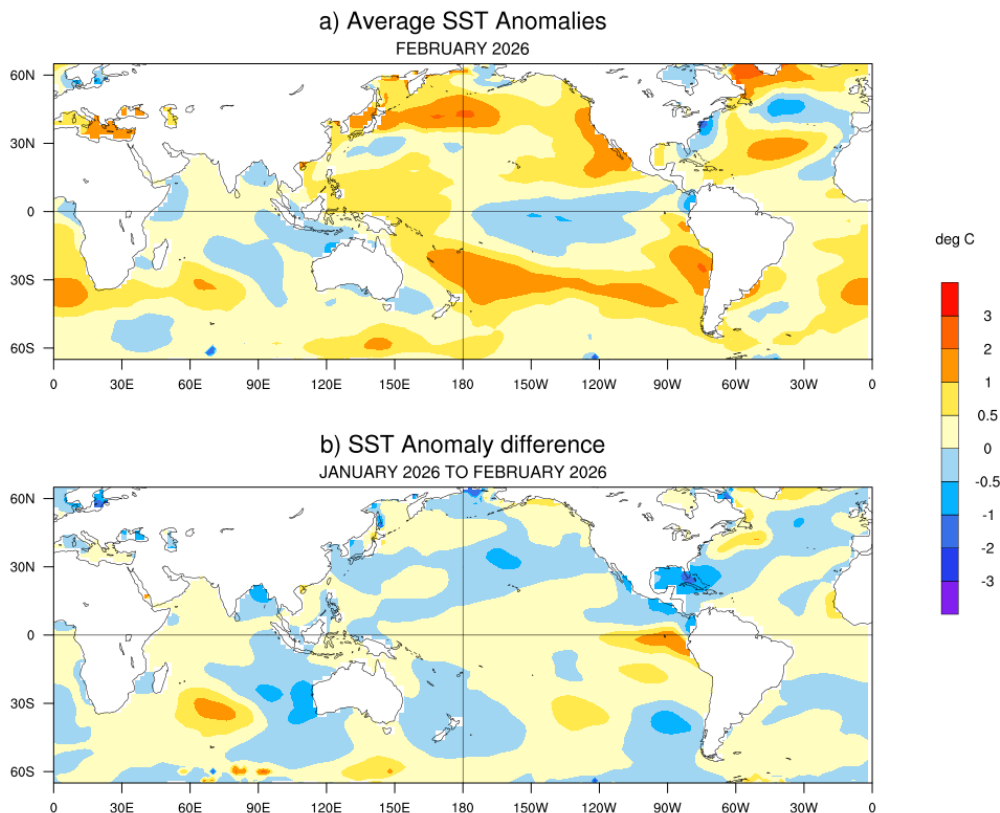 a) Average SST Anomalies
FEBRUARY 2026
60N
30N
0
30S
60S
0 30E 60E 90E 120E 150E 180 150W 120W 90W 60W 30W 0
deg C
3
2
1
0.5
0
-0.5
-1
-2
-3
b) SST Anomaly difference
JANUARY 2026 TO FEBRUARY 2026
60N
30N
0
30S
60S
0 30E 60E 90E 120E 150E 180 150W 120W 90W 60W 30W 0